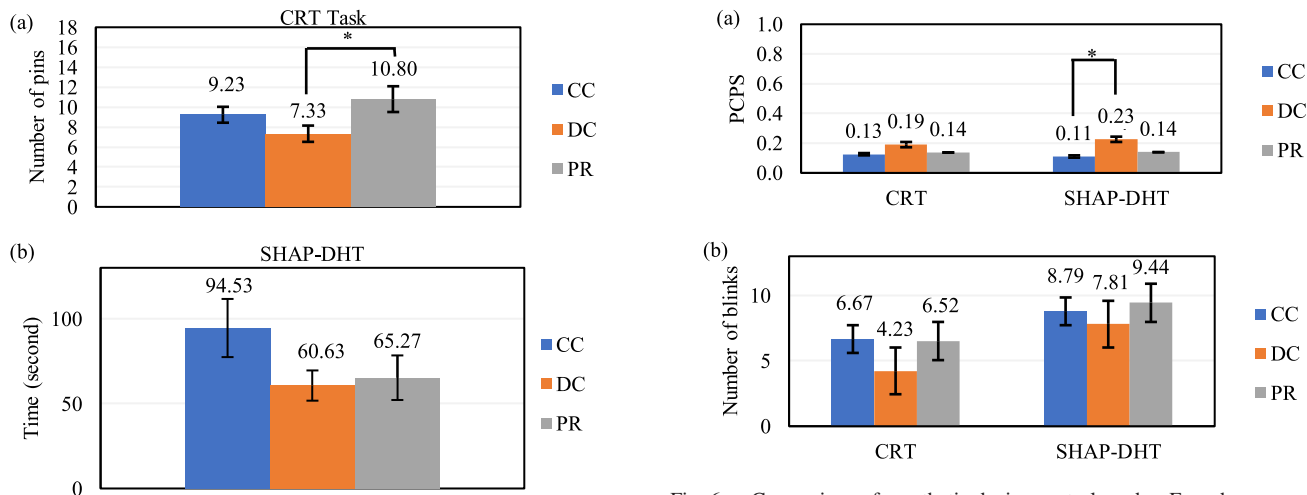 (a)
CRT Task
Number of pins
18
16
14
12
10
8
6
4
2
0
9.23
7.33
*
10.80
CC
DC
PR
(b)
SHAP-DHT
Time (second)
100
50
0
94.53
60.63
65.27
CC
DC
PR
(a)
PCPS
1.0
0.8
0.6
0.4
0.2
0.0
0.13
0.19
0.14
*
0.11
0.23
0.14
CRT
SHAP-DHT
CC
DC
PR
(b)
Number of blinks
10
5
0
6.67
4.23
6.52
8.79
7.81
9.44
CRT
SHAP-DHT
CC
DC
PR